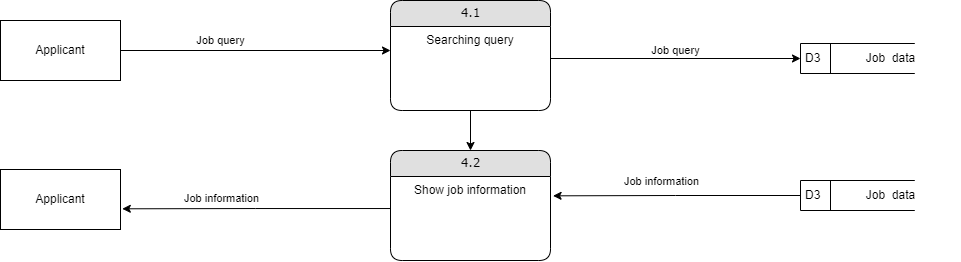 4.1
Applicant
Job query
Searching query
Job query
D3
Job data
4.2
Applicant
Job information
Show job information
Job information
D3
Job data